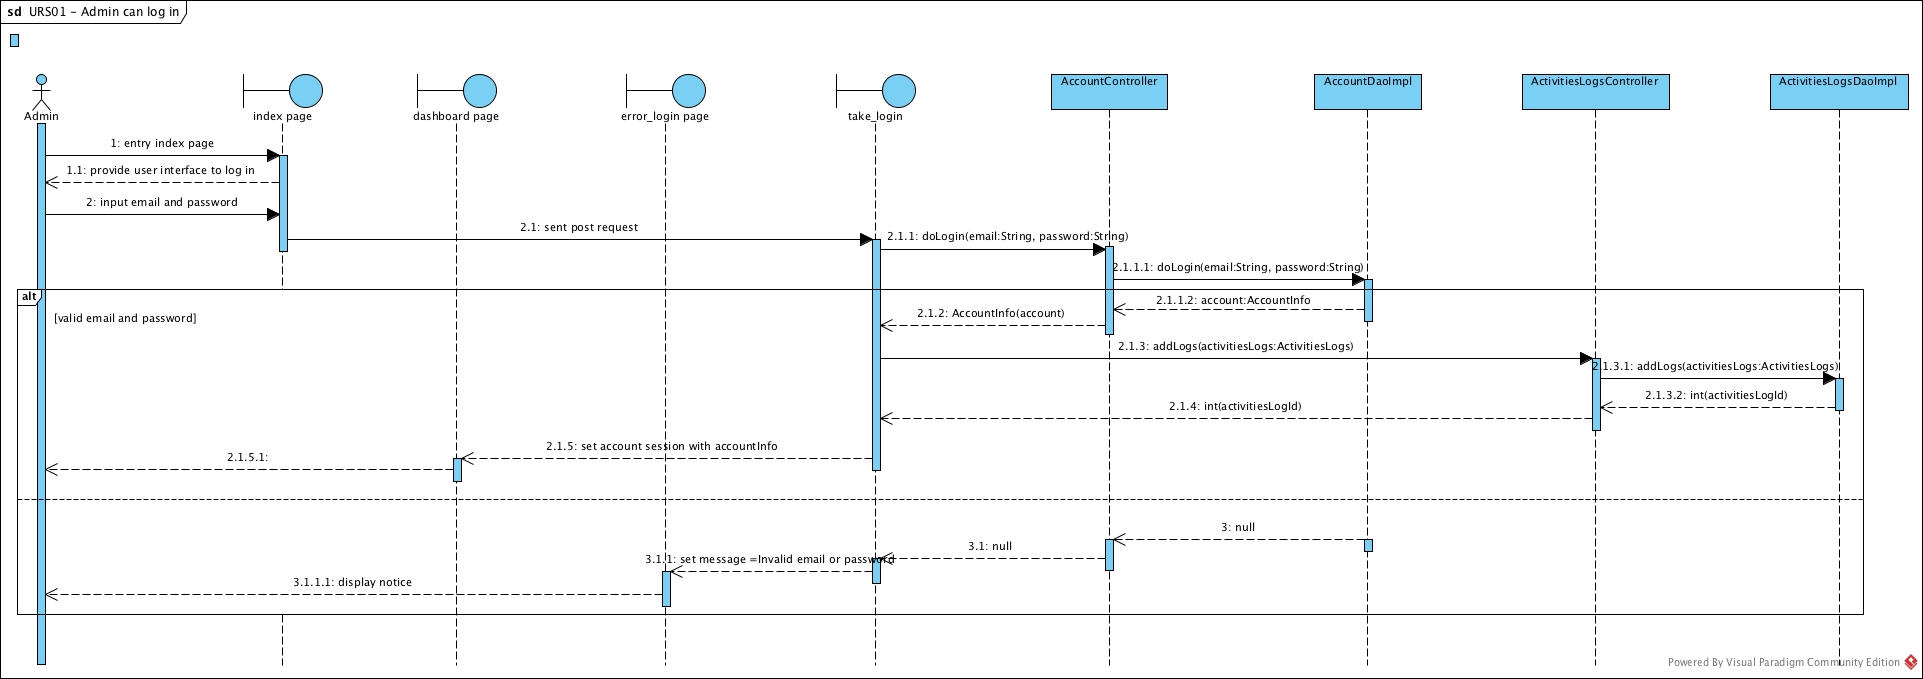 sd URS01 - Admin can log in
Admin
index page
dashboard page
error_login page
take_login
AccountController
AccountDaoImpl
ActivitiesLogsController
ActivitiesLogsDaoImpl
1: entry index page
1.1: provide user interface to log in
2: input email and password
2.1: sent post request
2.1.1: doLogin(email:String, password:String)
2.1.1.1: doLogin(email:String, password:String)
alt
[valid email and password]
2.1.1.2: account:AccountInfo
2.1.2: AccountInfo(account)
2.1.3: addLogs(activitiesLogs:ActivitiesLogs)
2.1.3.1: addLogs(activitiesLogs:ActivitiesLogs)
2.1.3.2: int(activitiesLogId)
2.1.4: int(activitiesLogId)
2.1.5: set account session with accountInfo
2.1.5.1:
3: null
3.1: null
3.1.1: set message =Invalid email or password
3.1.1.1: display notice
Powered By Visual Paradigm Community Edition